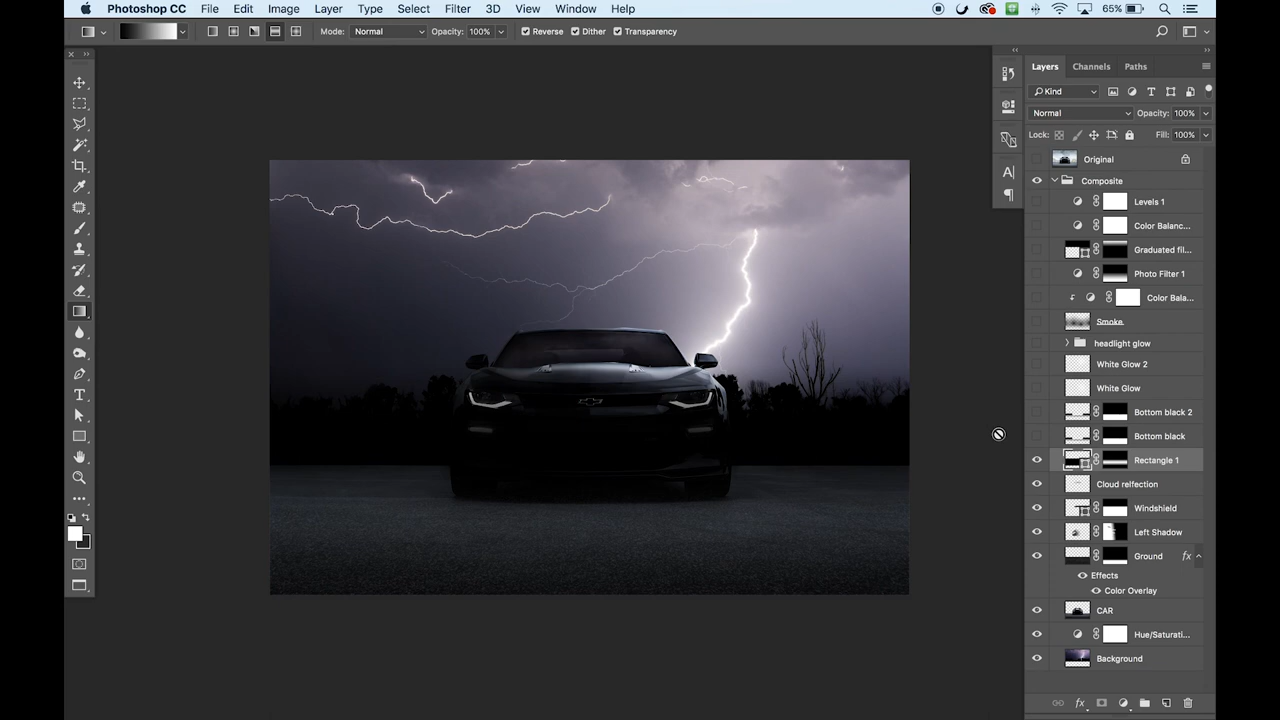 Photoshop CC File Edit Image Layer Type Select Filter 3D View Window Help 65%
Mode: Normal Opacity: 100% Reverse Dither Transparency
Layers Channels Paths
Kind
Normal Opacity: 100%
Lock: Fill: 100%
Original
Composite
Levels 1
Color Balanc...
Graduated fil...
Photo Filter 1
Color Bala...
Smoke
headlight glow
White Glow 2
White Glow
Bottom black 2
Bottom black
Rectangle 1
Cloud relfection
Windshield
Left Shadow
Ground fx
Effects
Color Overlay
CAR
Hue/Saturati...
Background
fx